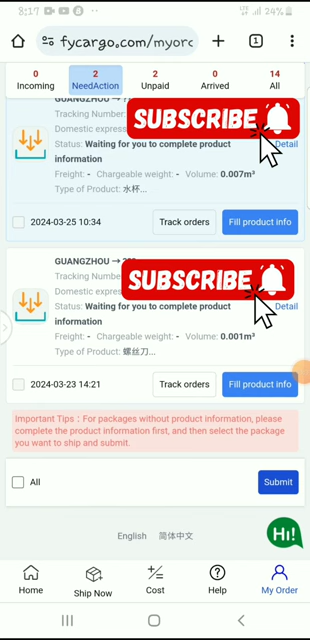 8:17
24%
fycargo.com/myorc
1
0
2
2
0
14
Incoming
NeedAction
Unpaid
Arrived
All
GUANGZHOU →
SUBSCRIBE
Tracking Number:
Domestic express
Status: Waiting for you to complete product
Detail
information
Freight: - Chargeable weight: - Volume: 0.007m³
Type of Product: 水杯...
2024-03-25 10:34
Track orders
Fill product info
GUANGZHOU →
SUBSCRIBE
Tracking Numbe
Domestic expres
Status: Waiting for you to complete product
Detail
information
Freight: - Chargeable weight: - Volume: 0.001m³
Type of Product: 螺丝刀...
2024-03-23 14:21
Track orders
Fill product info
Important Tips：For packages without product information, please
complete the product information first, and then select the package
you want to ship and submit.
All
Submit
English
简体中文
Hi!
Home
Ship Now
Cost
Help
My Order